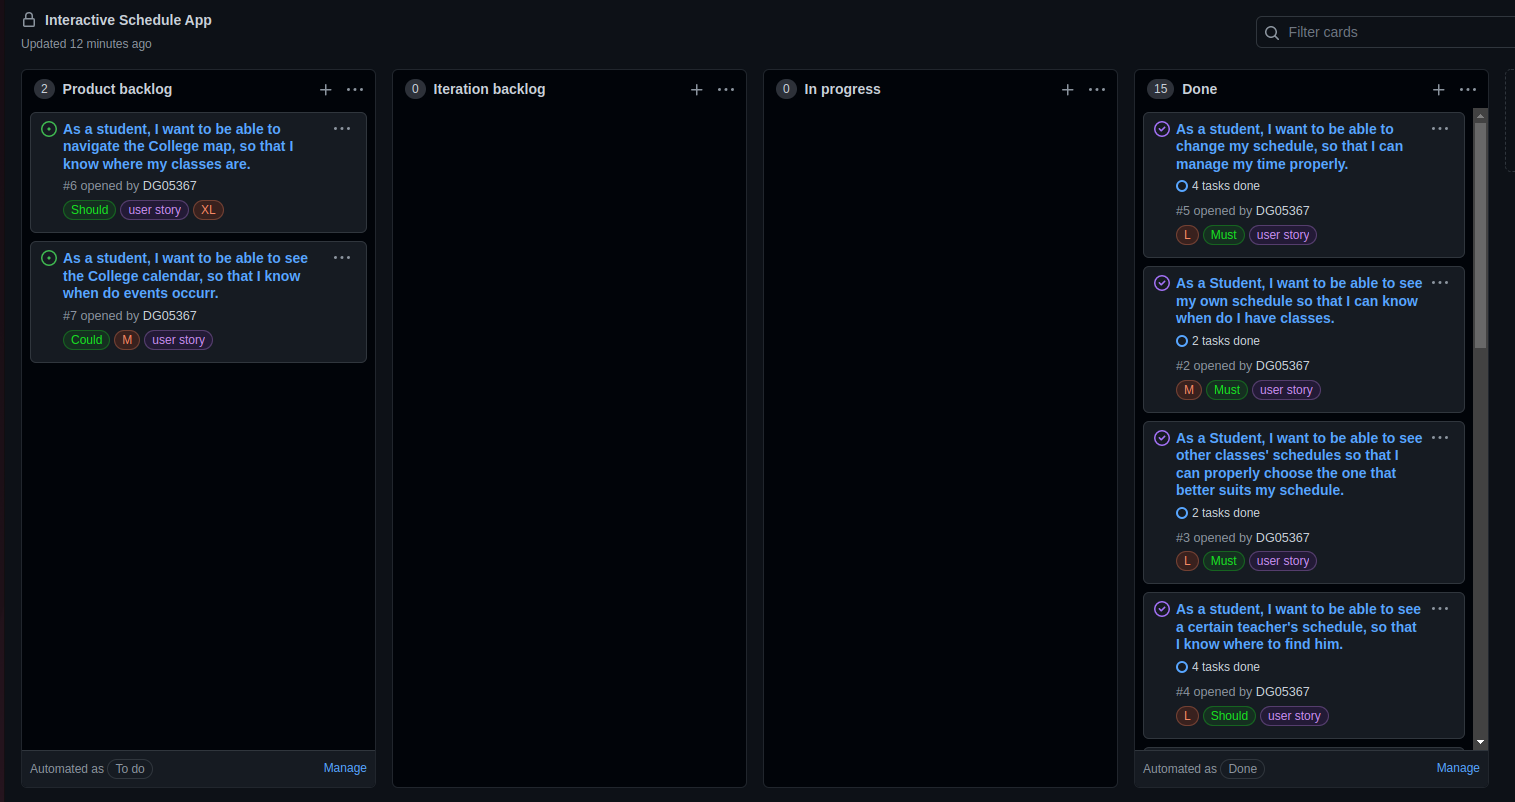 Interactive Schedule App
Updated 12 minutes ago
Filter cards
2 Product backlog
As a student, I want to be able to
navigate the College map, so that I
know where my classes are.
#6 opened by DG05367
Should user story XL
As a student, I want to be able to see
the College calendar, so that I know
when do events occurr.
#7 opened by DG05367
Could M user story
Automated as To do Manage
0 Iteration backlog
0 In progress
15 Done
As a student, I want to be able to
change my schedule, so that I can
manage my time properly.
4 tasks done
#5 opened by DG05367
L Must user story
As a Student, I want to be able to see
my own schedule so that I can know
when do I have classes.
2 tasks done
#2 opened by DG05367
M Must user story
As a Student, I want to be able to see
other classes' schedules so that I
can properly choose the one that
better suits my schedule.
2 tasks done
#3 opened by DG05367
L Must user story
As a student, I want to be able to see
a certain teacher's schedule, so that
I know where to find him.
4 tasks done
#4 opened by DG05367
L Should user story
Automated as Done Manage